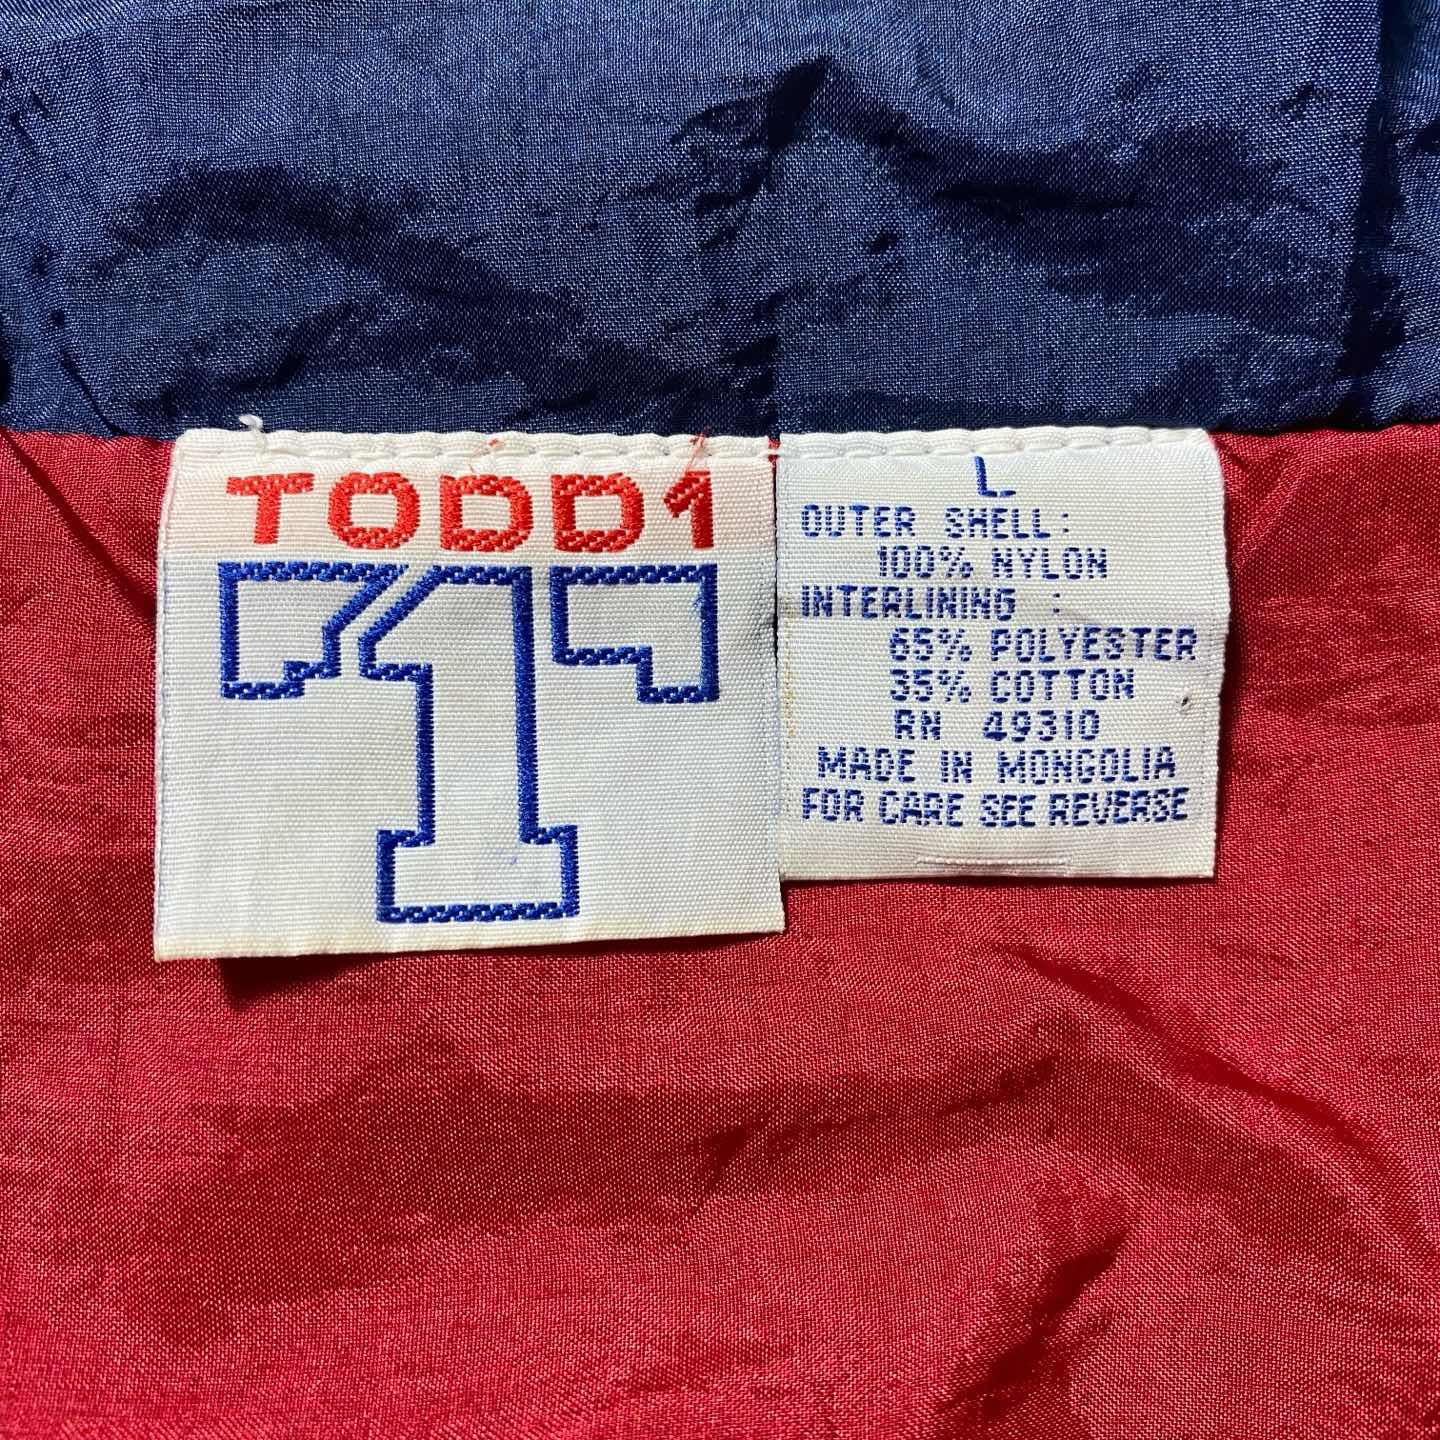 TODD1
T1
L
OUTER SHELL:
100% NYLON
INTERLINING :
65% POLYESTER
35% COTTON
RN 49310
MADE IN MONGOLIA
FOR CARE SEE REVERSE